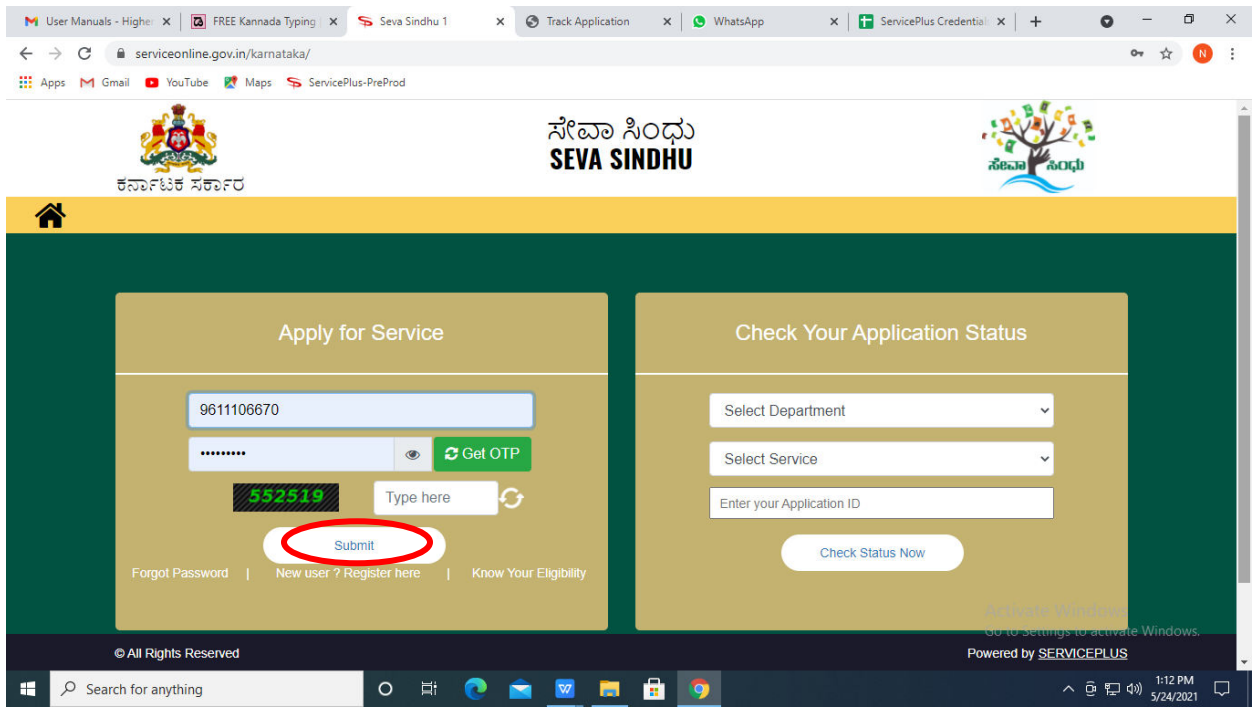 User Manuals - Higher
FREE Kannada Typing
Seva Sindhu 1
Track Application
WhatsApp
ServicePlus Credential
serviceonline.gov.in/karnataka/
N
Apps
Gmail
YouTube
Maps
ServicePlus-PreProd
ಕರ್ನಾಟಕ ಸರ್ಕಾರ
ಸೇವಾ ಸಿಂಧು
SEVA SINDHU
ಸೇವಾ ಸಿಂಧು
Apply for Service
9611106670
•••••••••
Get OTP
552519
Type here
Submit
Forgot Password | New user ? Register here | Know Your Eligibility
Check Your Application Status
Select Department
Select Service
Enter your Application ID
Check Status Now
Activate Windows
Go to Settings to activate Windows.
© All Rights Reserved
Powered by SERVICEPLUS
Search for anything
1:12 PM
5/24/2021